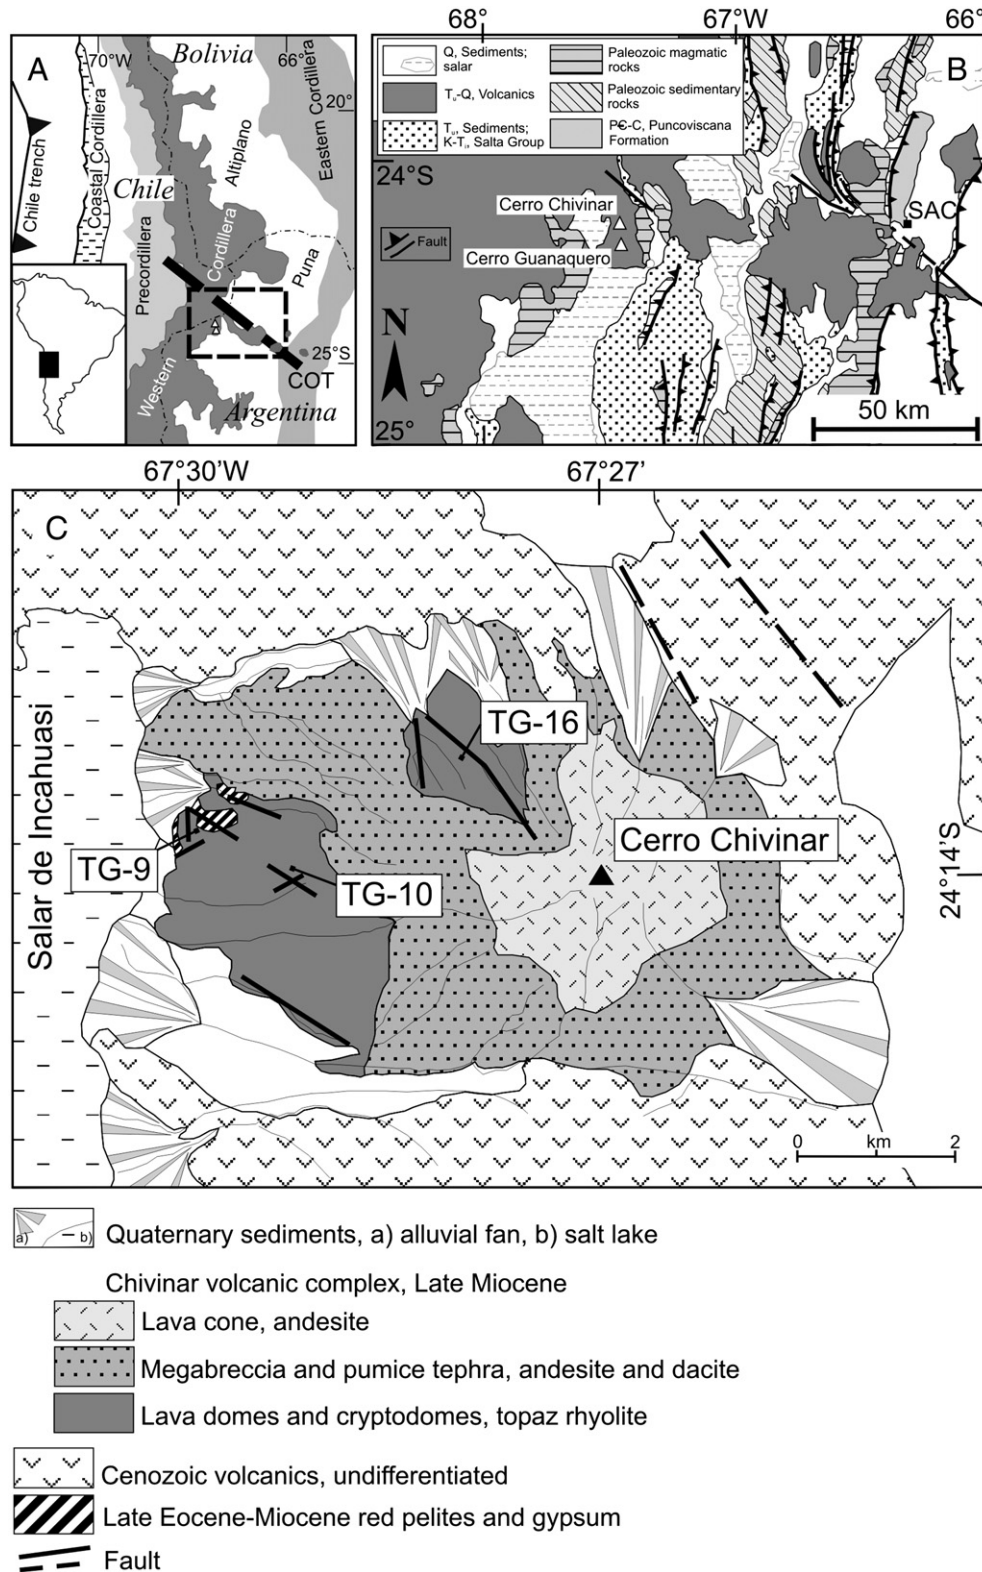 A
70°W
Bolivia
66°
20°
Chile trench
Coastal Cordillera
Precordillera
Chile
Altiplano
Eastern Cordillera
Cordillera
Puna
Western
25°S
COT
Argentina
68°
67°W
66°
B
Q, Sediments;
salar
Paleozoic magmatic
rocks
Tᵤ-Q, Volcanics
Paleozoic sedimentary
rocks
Tᵤ, Sediments;
K-Tₗ, Salta Group
P-Є-C, Puncoviscana
Formation
24°S
Cerro Chivinar
Cerro Guanaquero
SAC
Fault
N
25°
50 km
67°30'W
67°27'
C
TG-16
Cerro Chivinar
TG-9
TG-10
Salar de Incahuasi
24°14'S
0 km 2
a) b) Quaternary sediments, a) alluvial fan, b) salt lake
Chivinar volcanic complex, Late Miocene
Lava cone, andesite
Megabreccia and pumice tephra, andesite and dacite
Lava domes and cryptodomes, topaz rhyolite
Cenozoic volcanics, undifferentiated
Late Eocene-Miocene red pelites and gypsum
Fault